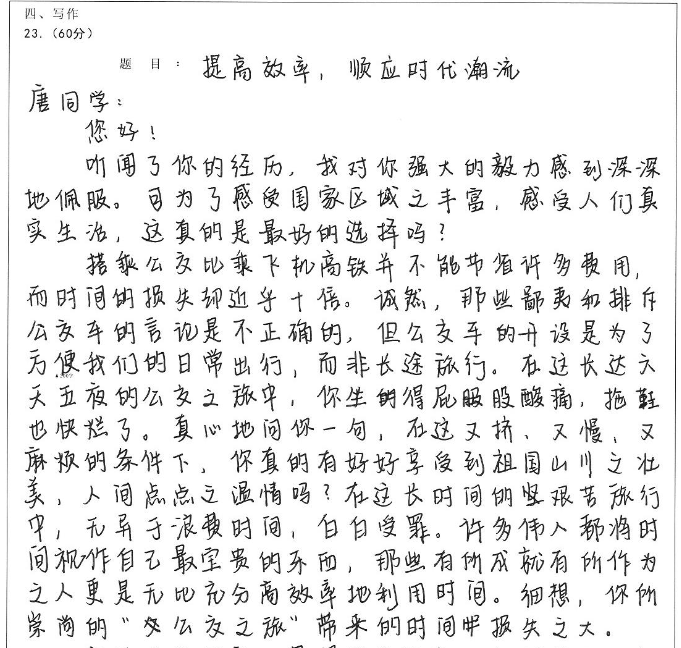 四、写作
23.（60分）
题 目 : 提高效率，顺应时代潮流
唐同学：
您好！
听闻了你的经历，我对你强大的毅力感到深深
地佩服。可为了感受国家区域之丰富，感受人们真
实生活，这真的是最好的选择吗？
搭乘公交比乘飞机高铁并不能节省许多费用，
而时间的损失却近乎十倍。诚然，那些鄙夷和排斥
公交车的言论是不正确的，但公交车的开设是为了
方便我们的日常出行，而非长途旅行。在这长达六
天五夜的公交之旅中，你坐得屁股酸痛，拖鞋
也快烂了。真心地问你一句，在这又挤、又慢、又
麻烦的条件下，你真的有好好享受到祖国山川之壮
美，人间点点之温情吗？在这长时间的艰苦旅行
中，无异于浪费时间，白白受罪。许多伟人都将时
间视作自己最宝贵的东西，那些有所成就有所作为
之人更是无比充分高效率地利用时间。细想，你所
崇尚的“公交之旅”带来的时间损失之大。